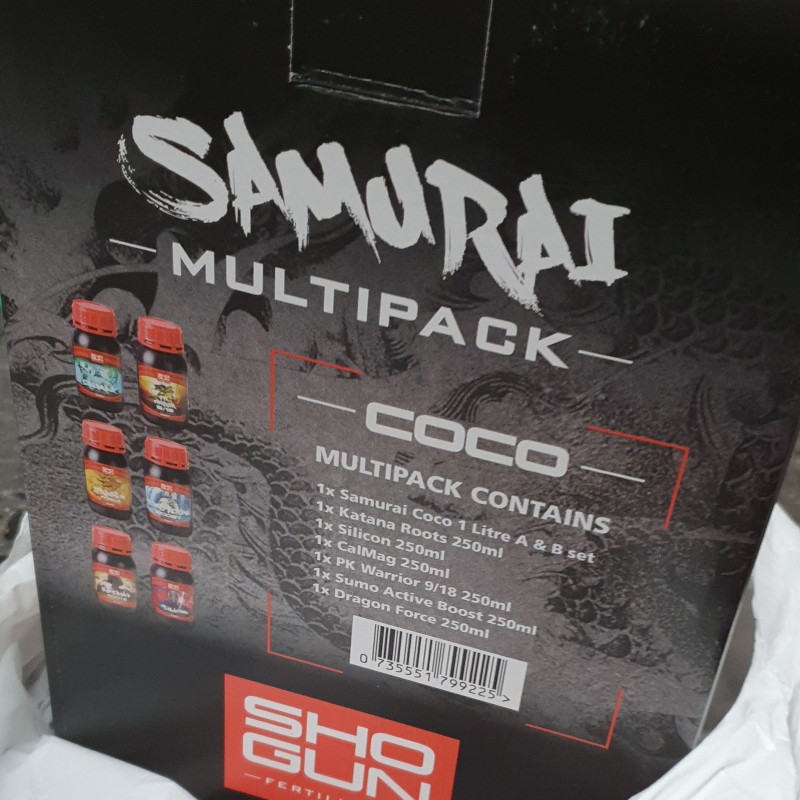 SAMURAI
MULTIPACK
COCO
MULTIPACK CONTAINS
1x Samurai Coco 1 Litre A & B set
1x Katana Roots 250ml
1x Silicon 250ml
1x CalMag 250ml
1x PK Warrior 9/18 250ml
1x Sumo Active Boost 250ml
1x Dragon Force 250ml
0 735551 799225 >
SHO
GUN